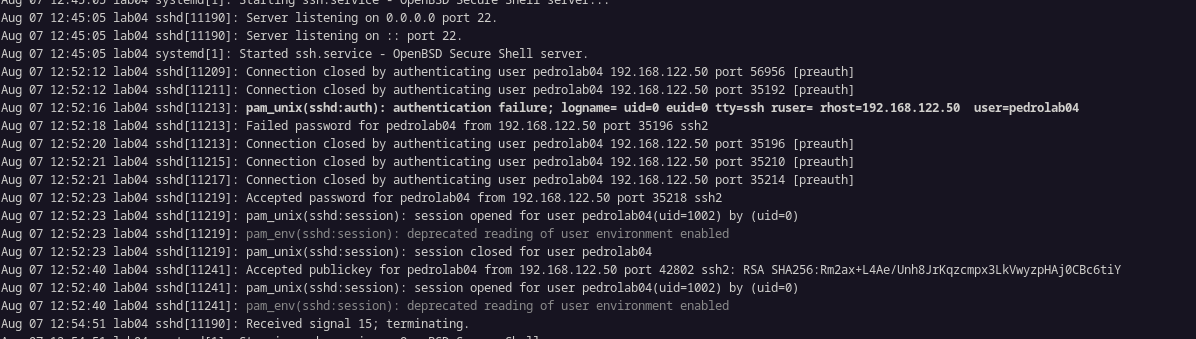 Aug 07 12:45:05 lab04 systemd[1]: Starting ssh.service - OpenBSD Secure Shell server...
Aug 07 12:45:05 lab04 sshd[11190]: Server listening on 0.0.0.0 port 22.
Aug 07 12:45:05 lab04 sshd[11190]: Server listening on :: port 22.
Aug 07 12:45:05 lab04 systemd[1]: Started ssh.service - OpenBSD Secure Shell server.
Aug 07 12:52:12 lab04 sshd[11209]: Connection closed by authenticating user pedrolab04 192.168.122.50 port 56956 [preauth]
Aug 07 12:52:12 lab04 sshd[11211]: Connection closed by authenticating user pedrolab04 192.168.122.50 port 35192 [preauth]
Aug 07 12:52:16 lab04 sshd[11213]: pam_unix(sshd:auth): authentication failure; logname= uid=0 euid=0 tty=ssh ruser= rhost=192.168.122.50  user=pedrolab04
Aug 07 12:52:18 lab04 sshd[11213]: Failed password for pedrolab04 from 192.168.122.50 port 35196 ssh2
Aug 07 12:52:20 lab04 sshd[11213]: Connection closed by authenticating user pedrolab04 192.168.122.50 port 35196 [preauth]
Aug 07 12:52:21 lab04 sshd[11215]: Connection closed by authenticating user pedrolab04 192.168.122.50 port 35210 [preauth]
Aug 07 12:52:21 lab04 sshd[11217]: Connection closed by authenticating user pedrolab04 192.168.122.50 port 35214 [preauth]
Aug 07 12:52:23 lab04 sshd[11219]: Accepted password for pedrolab04 from 192.168.122.50 port 35218 ssh2
Aug 07 12:52:23 lab04 sshd[11219]: pam_unix(sshd:session): session opened for user pedrolab04(uid=1002) by (uid=0)
Aug 07 12:52:23 lab04 sshd[11219]: pam_env(sshd:session): deprecated reading of user environment enabled
Aug 07 12:52:23 lab04 sshd[11219]: pam_unix(sshd:session): session closed for user pedrolab04
Aug 07 12:52:40 lab04 sshd[11241]: Accepted publickey for pedrolab04 from 192.168.122.50 port 42802 ssh2: RSA SHA256:Rm2ax+L4Ae/Unh8JrKqzcmpx3LkVwyzpHAj0CBc6tiY
Aug 07 12:52:40 lab04 sshd[11241]: pam_unix(sshd:session): session opened for user pedrolab04(uid=1002) by (uid=0)
Aug 07 12:52:40 lab04 sshd[11241]: pam_env(sshd:session): deprecated reading of user environment enabled
Aug 07 12:54:51 lab04 sshd[11190]: Received signal 15; terminating.